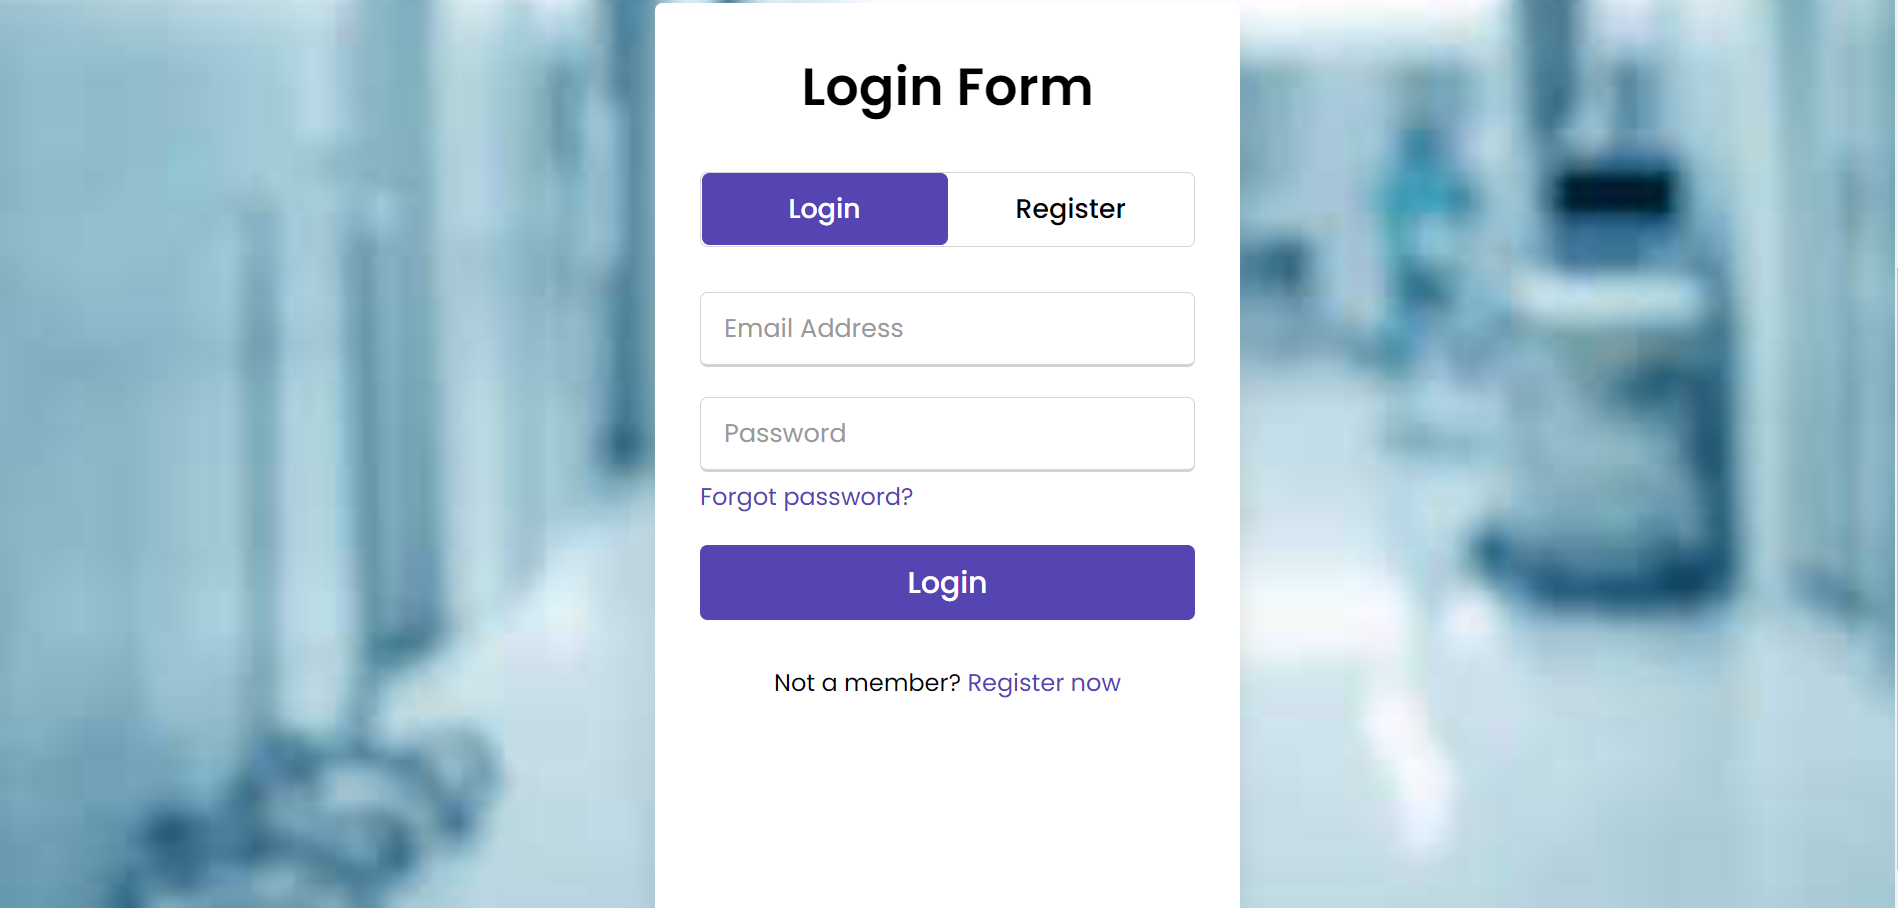 Login Form
Login Register
Email Address
Password
Forgot password?
Login
Not a member? Register now